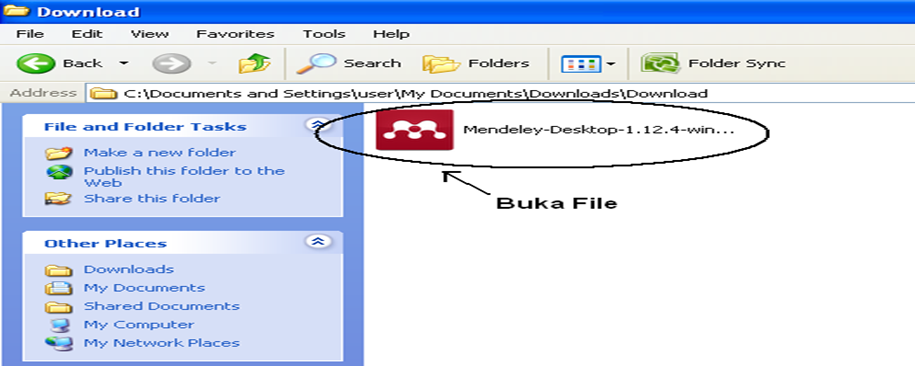 Download
File Edit View Favorites Tools Help
Back Search Folders Folder Sync
Address C:\Documents and Settings\user\My Documents\Downloads\Download
File and Folder Tasks
Make a new folder
Publish this folder to the
Web
Share this folder
Other Places
Downloads
My Documents
Shared Documents
My Computer
My Network Places
Mendeley-Desktop-1.12.4-win...
Buka File